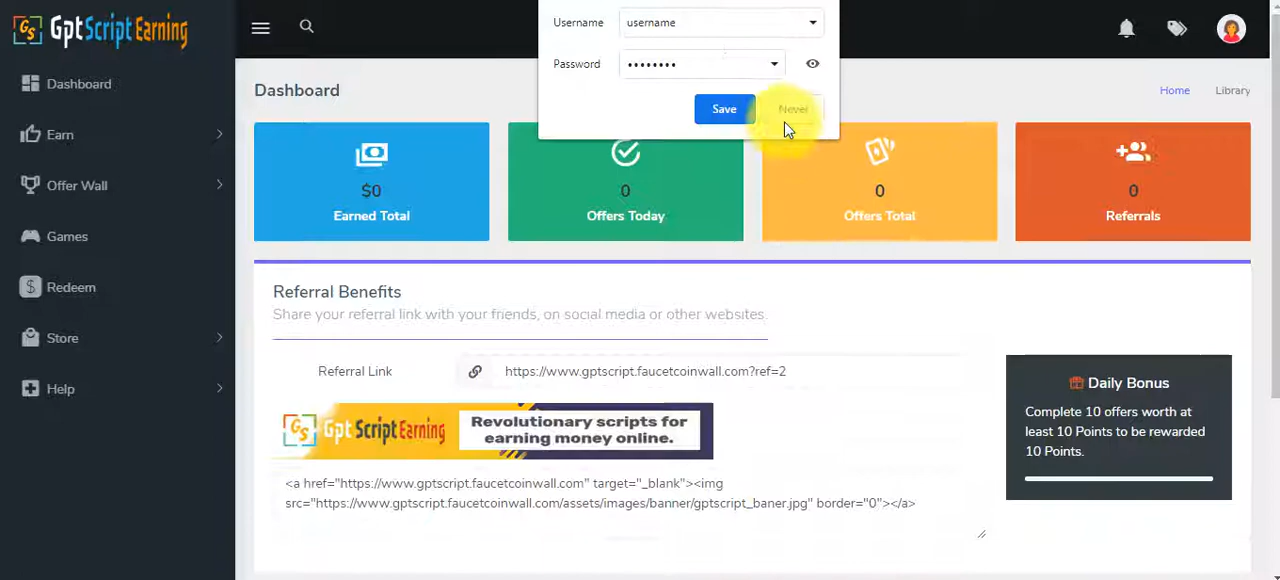 GS GptScript Earning
Username username
Password ••••••••
Save Never
Dashboard
Earn
Offer Wall
Games
$ Redeem
Store
Help
Dashboard
Home Library
$0
Earned Total
0
Offers Today
0
Offers Total
0
Referrals
Referral Benefits
Share your referral link with your friends, on social media or other websites.
Referral Link https://www.gptscript.faucetcoinwall.com?ref=2
GS GptScript Earning
Revolutionary scripts for
earning money online.
<a href="https://www.gptscript.faucetcoinwall.com" target="_blank"><img
src="https://www.gptscript.faucetcoinwall.com/assets/images/banner/gptscript_baner.jpg" border="0"></a>
Daily Bonus
Complete 10 offers worth at
least 10 Points to be rewarded
10 Points.